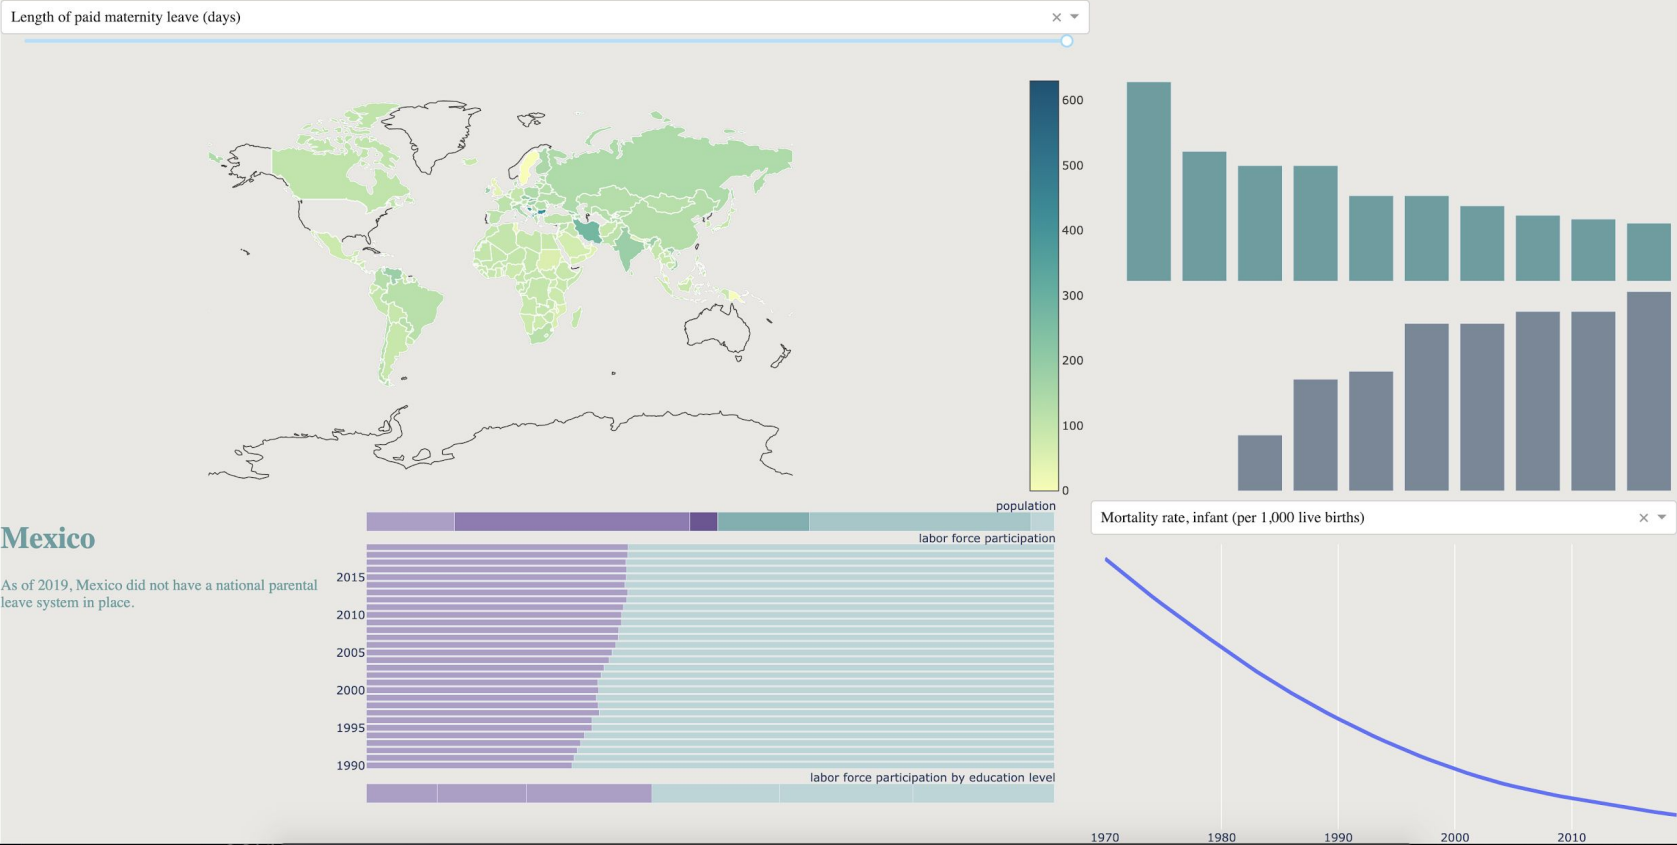 Length of paid maternity leave (days)
600
500
400
300
200
100
0
population
Mexico
As of 2019, Mexico did not have a national parental
leave system in place.
labor force participation
2015
2010
2005
2000
1995
1990
labor force participation by education level
Mortality rate, infant (per 1,000 live births)
1970 1980 1990 2000 2010